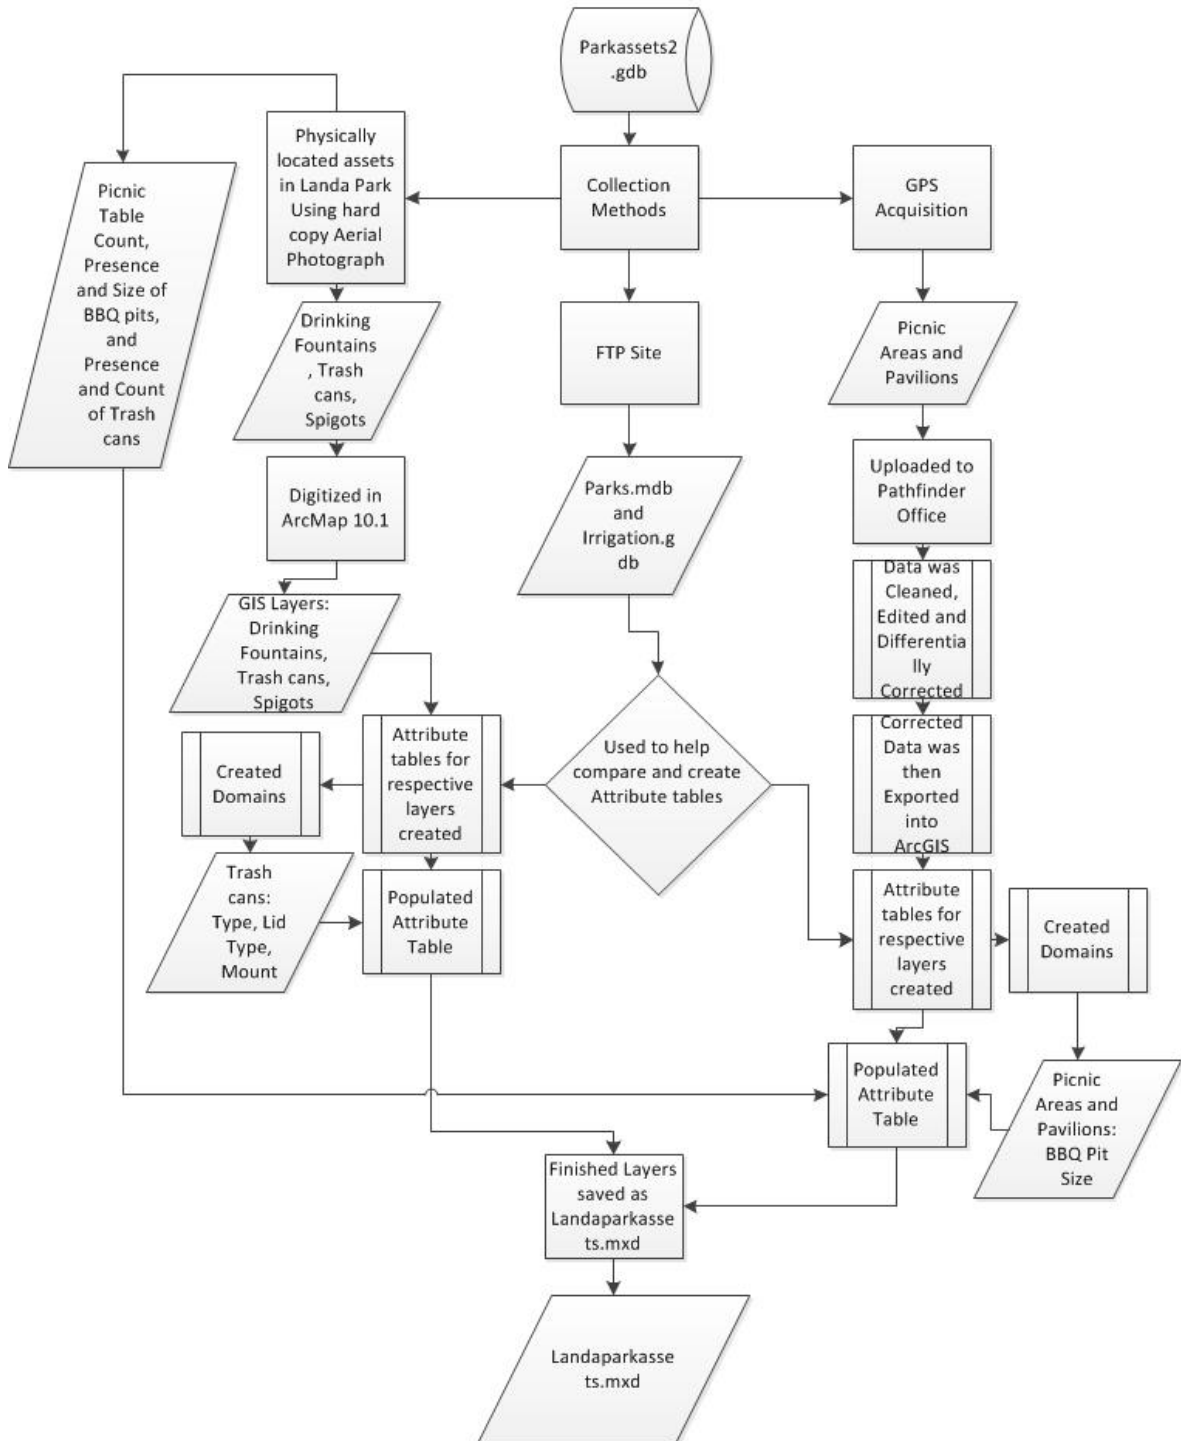 Parkassets2
.gdb
Physically
located assets
in Landa Park
Using hard
copy Aerial
Photograph
Collection
Methods
GPS
Acquisition
Picnic
Table
Count,
Presence
and Size of
BBQ pits,
and
Presence
and Count
of Trash
cans
Drinking
Fountains
, Trash
cans,
Spigots
FTP Site
Picnic
Areas and
Pavilions
Digitized in
ArcMap 10.1
Parks.mdb
and
Irrigation.g
db
Uploaded to
Pathfinder
Office
Data was
Cleaned,
Edited and
Differentia
lly
Corrected
GIS Layers:
Drinking
Fountains,
Trash cans,
Spigots
Attribute
tables for
respective
layers
created
Created
Domains
Used to help
compare and create
Attribute tables
Corrected
Data was
then
Exported
into
ArcGIS
Trash
cans:
Type, Lid
Type,
Mount
Populated
Attribute
Table
Attribute
tables for
respective
layers
created
Created
Domains
Populated
Attribute
Table
Picnic
Areas and
Pavilions:
BBQ Pit
Size
Finished Layers
saved as
Landaparkasse
ts.mxd
Landaparkasse
ts.mxd